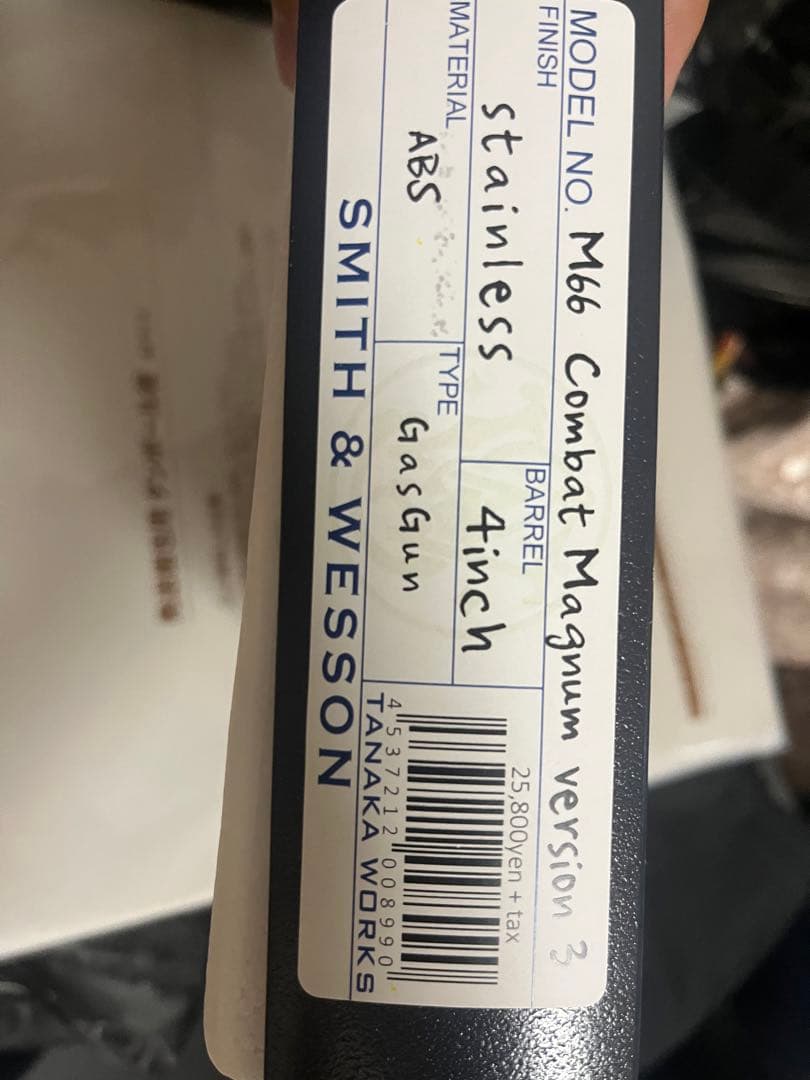 MODEL NO. M66 Combat Magnum version 3
FINISH
stainless
BARREL
4inch
25,800yen + tax
MATERIAL
ABS
TYPE
GasGun
4 537212 008990
TANAKA WORKS
SMITH & WESSON